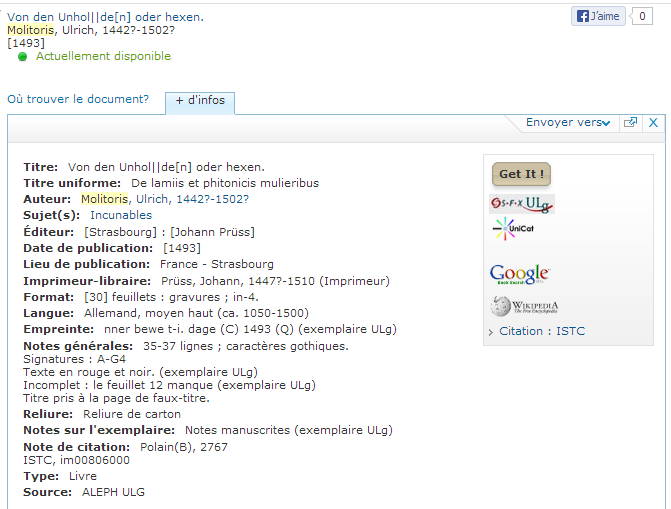 Von den Unhol||de[n] oder hexen.
J'aime 0
Molitoris, Ulrich, 1442?-1502?
[1493]
Actuellement disponible
Où trouver le document? + d'infos
Envoyer vers X
Titre: Von den Unhol||de[n] oder hexen.
Titre uniforme: De lamiis et phitonicis mulieribus
Auteur: Molitoris, Ulrich, 1442?-1502?
Sujet(s): Incunables
Éditeur: [Strasbourg] : [Johann Prüss]
Date de publication: [1493]
Lieu de publication: France - Strasbourg
Imprimeur-libraire: Prüss, Johann, 1447?-1510 (Imprimeur)
Format: [30] feuillets : gravures ; in-4.
Langue: Allemand, moyen haut (ca. 1050-1500)
Empreinte: nner bewe t-i. dage (C) 1493 (Q) (exemplaire ULg)
Notes générales: 35-37 lignes ; caractères gothiques.
Signatures : A-G4
Texte en rouge et noir. (exemplaire ULg)
Incomplet : le feuillet 12 manque (exemplaire ULg)
Titre pris à la page de faux-titre.
Reliure: Reliure de carton
Notes sur l'exemplaire: Notes manuscrites (exemplaire ULg)
Note de citation: Polain(B), 2767
ISTC, im00806000
Type: Livre
Source: ALEPH ULG
Get It !
S·F·X ULg
UniCat
Google
Book Search
WIKIPEDIA
The Free Encyclopedia
Citation : ISTC